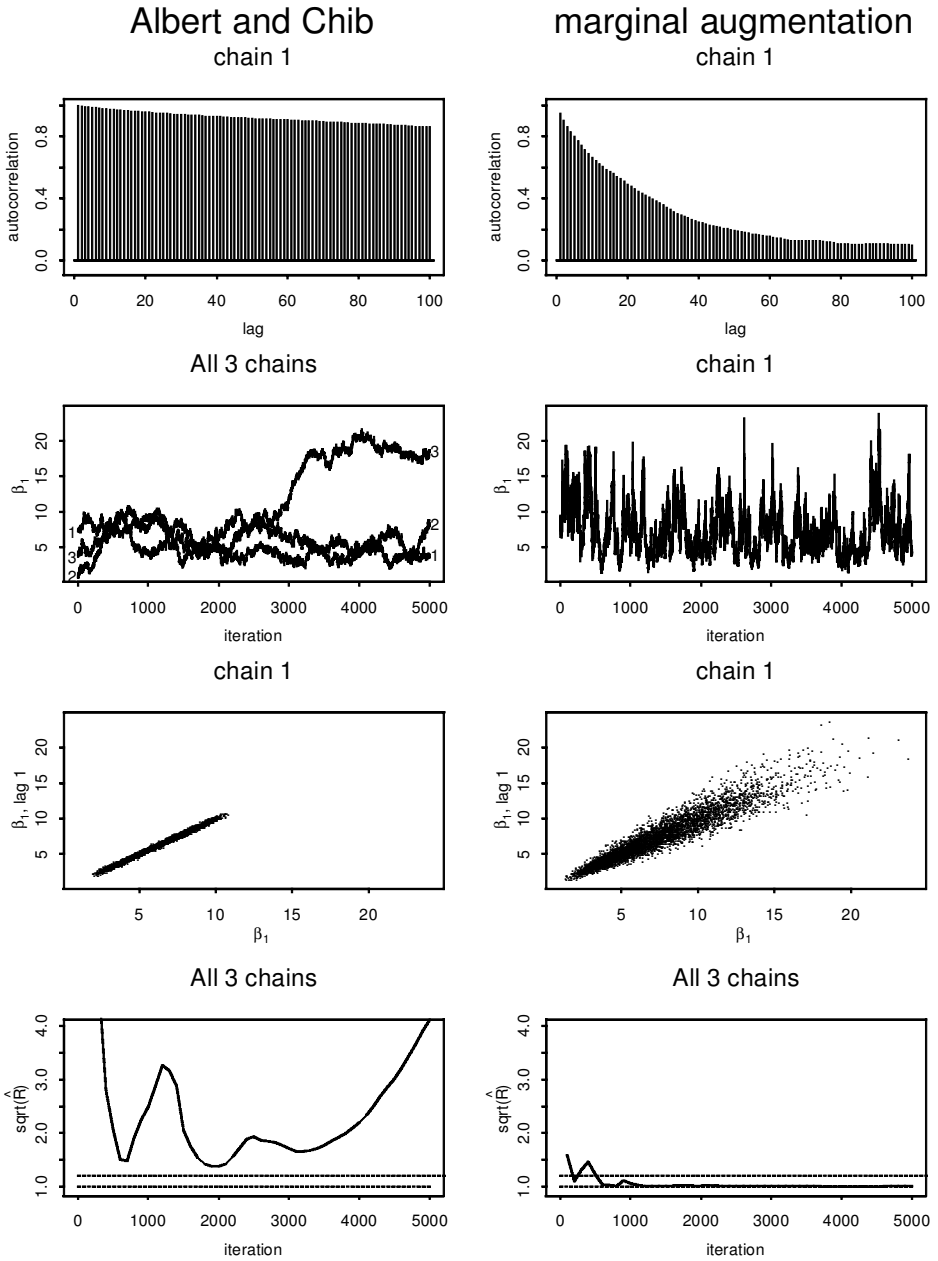 Albert and Chib
marginal augmentation
chain 1
chain 1
autocorrelation
0.0 0.4 0.8
0 20 40 60 80 100
lag
autocorrelation
0.0 0.4 0.8
0 20 40 60 80 100
lag
All 3 chains
chain 1
β1
5 10 15 20
1
3
2
3
2
1
0 1000 2000 3000 4000 5000
iteration
β1
5 10 15 20
0 1000 2000 3000 4000 5000
iteration
chain 1
chain 1
β1, lag 1
5 10 15 20
5 10 15 20
β1
β1, lag 1
5 10 15 20
5 10 15 20
β1
All 3 chains
All 3 chains
sqrt(R̂)
1.0 2.0 3.0 4.0
0 1000 2000 3000 4000 5000
iteration
sqrt(R̂)
1.0 2.0 3.0 4.0
0 1000 2000 3000 4000 5000
iteration